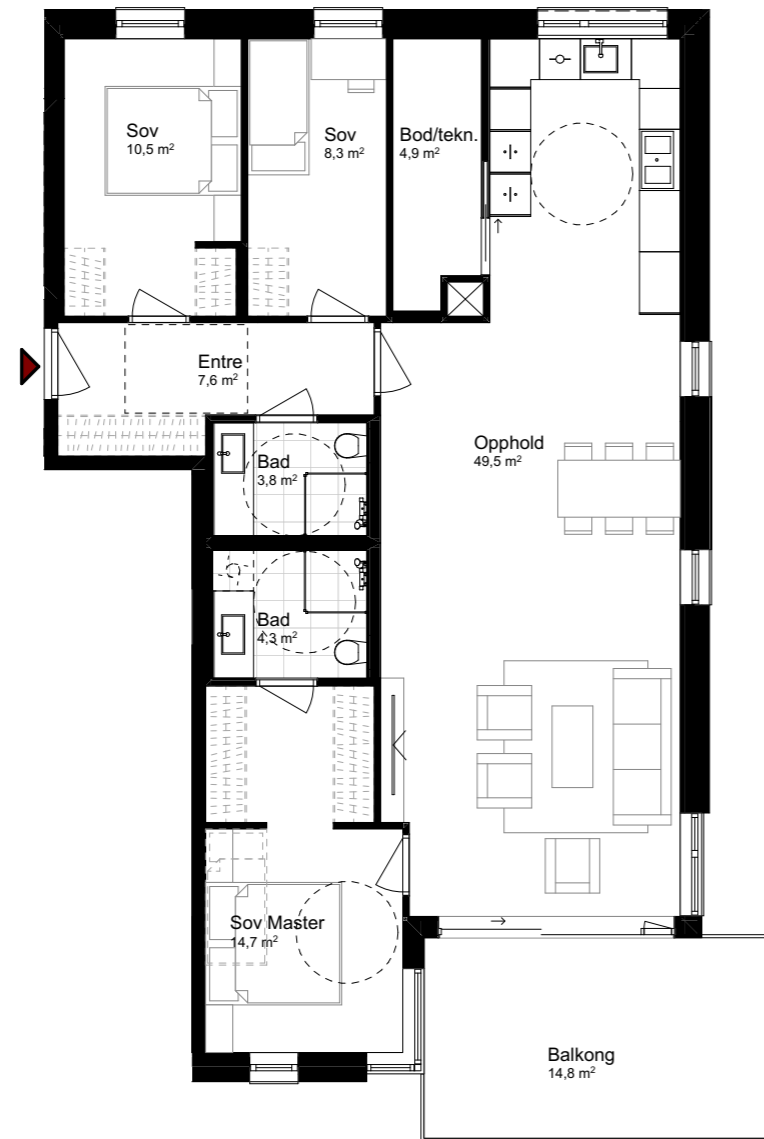 Sov
10,5 m²
Sov
8,3 m²
Bod/tekn.
4,9 m²
Entre
7,6 m²
Opphold
49,5 m²
Bad
3,8 m²
Bad
4,3 m²
Sov Master
14,7 m²
Balkong
14,8 m²